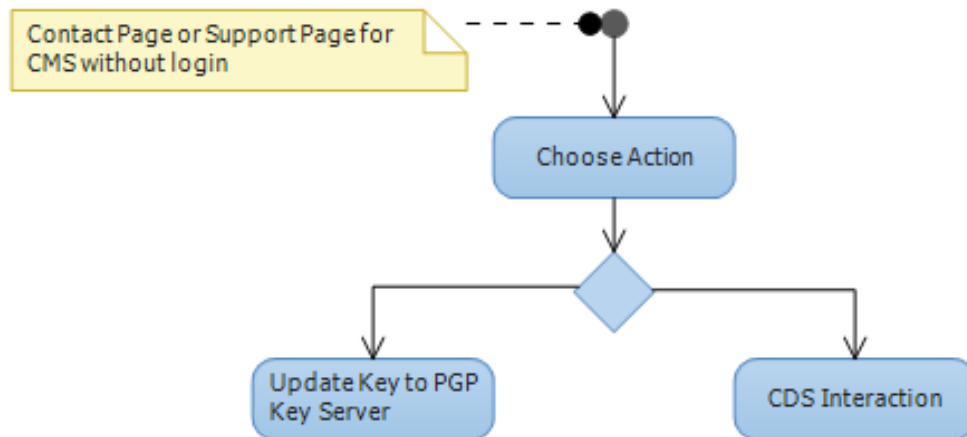 Contact Page or Support Page for
CMS without login
Choose Action
Update Key to PGP
Key Server
CDS Interaction